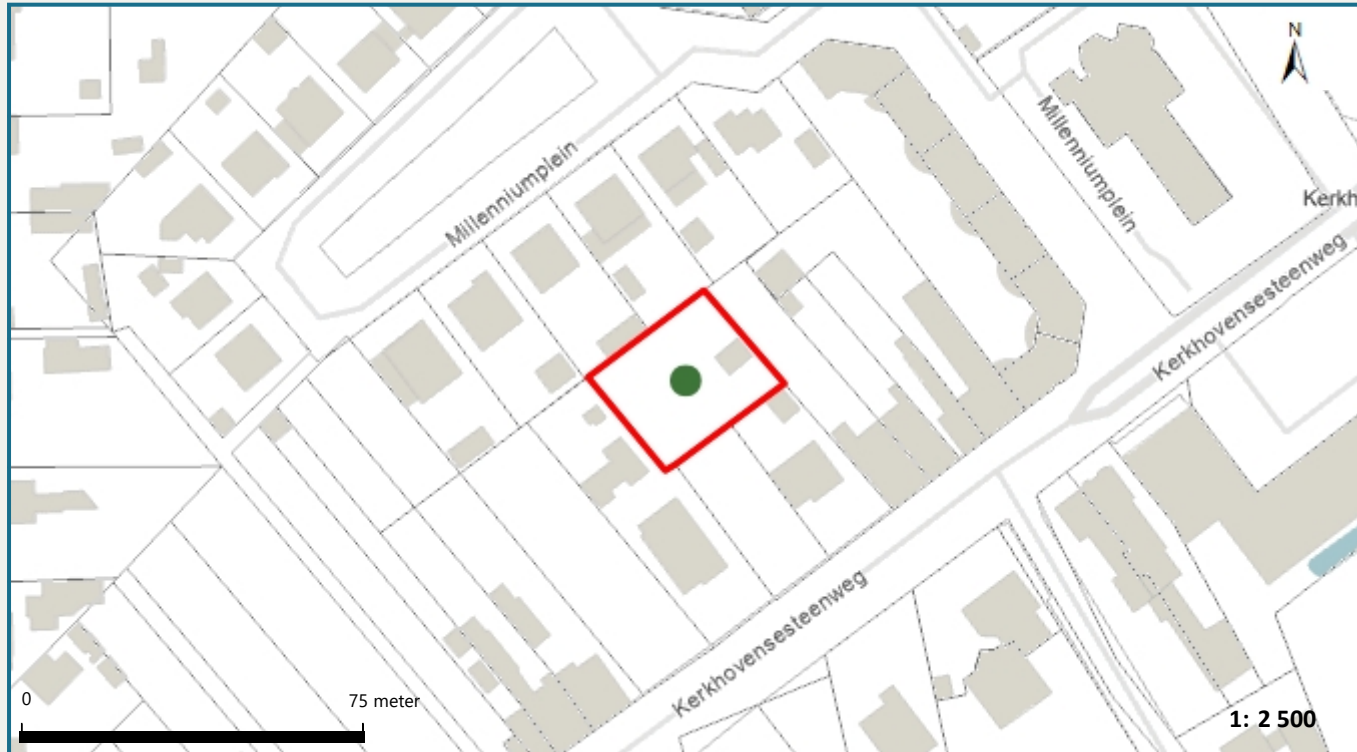 N
Millenniumplein
Millenniumplein
Kerkh
Kerkhovensesteenweg
Kerkhovensesteenweg
0
75 meter
1: 2 500